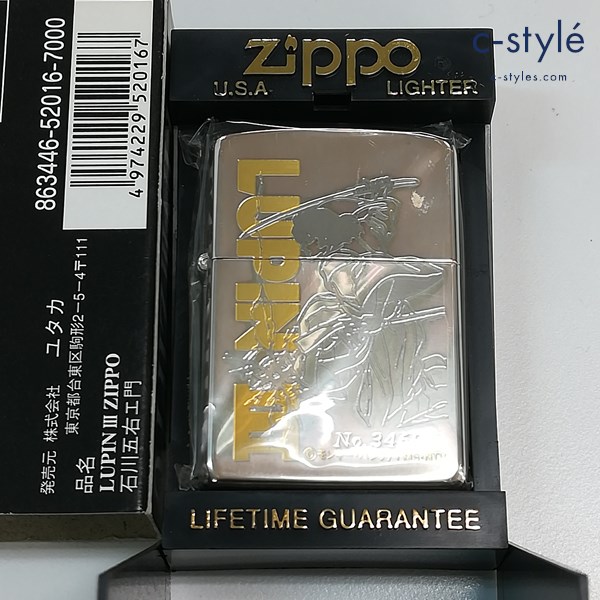 c-stylé
c-styles.com
Zippo
U.S.A. LIGHTER
LUPIN III
LIFETIME GUARANTEE
863446-52016-7000
4 974229 520167
発売元 株式会社 ユタカ
東京都台東区駒形2-5-4〒111
品名
LUPIN III ZIPPO
石川五右ェ門